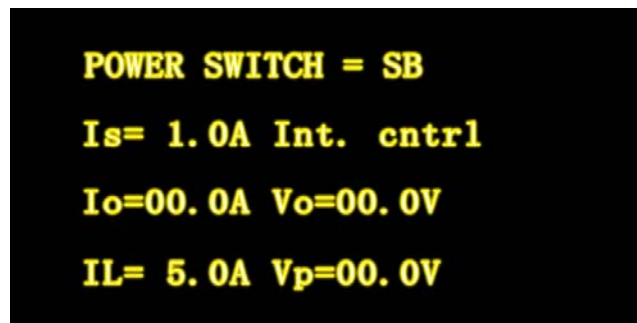 POWER SWITCH = SB
Is= 1.0A Int. cntrl
Io=00.0A Vo=00.0V
IL= 5.0A Vp=00.0V